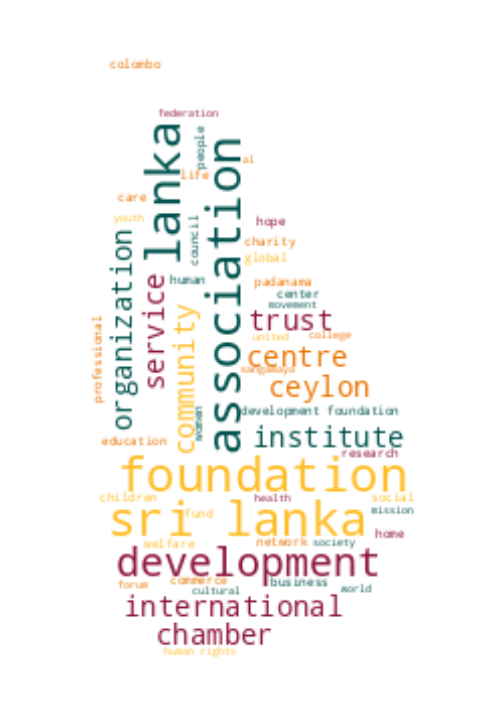 colombo
federation
lanka
people
association
al
life
care
youth
council
hope
organization
charity
global
human
service
padanama
center
movement
community
trust
professional
united
college
centre
sangamaya
ceylon
women
development foundation
institute
education
research
foundation
children
health
social
sri lanka
fund
mission
home
welfare
network
society
development
forum
commerce
business
cultural
world
international
chamber
human rights